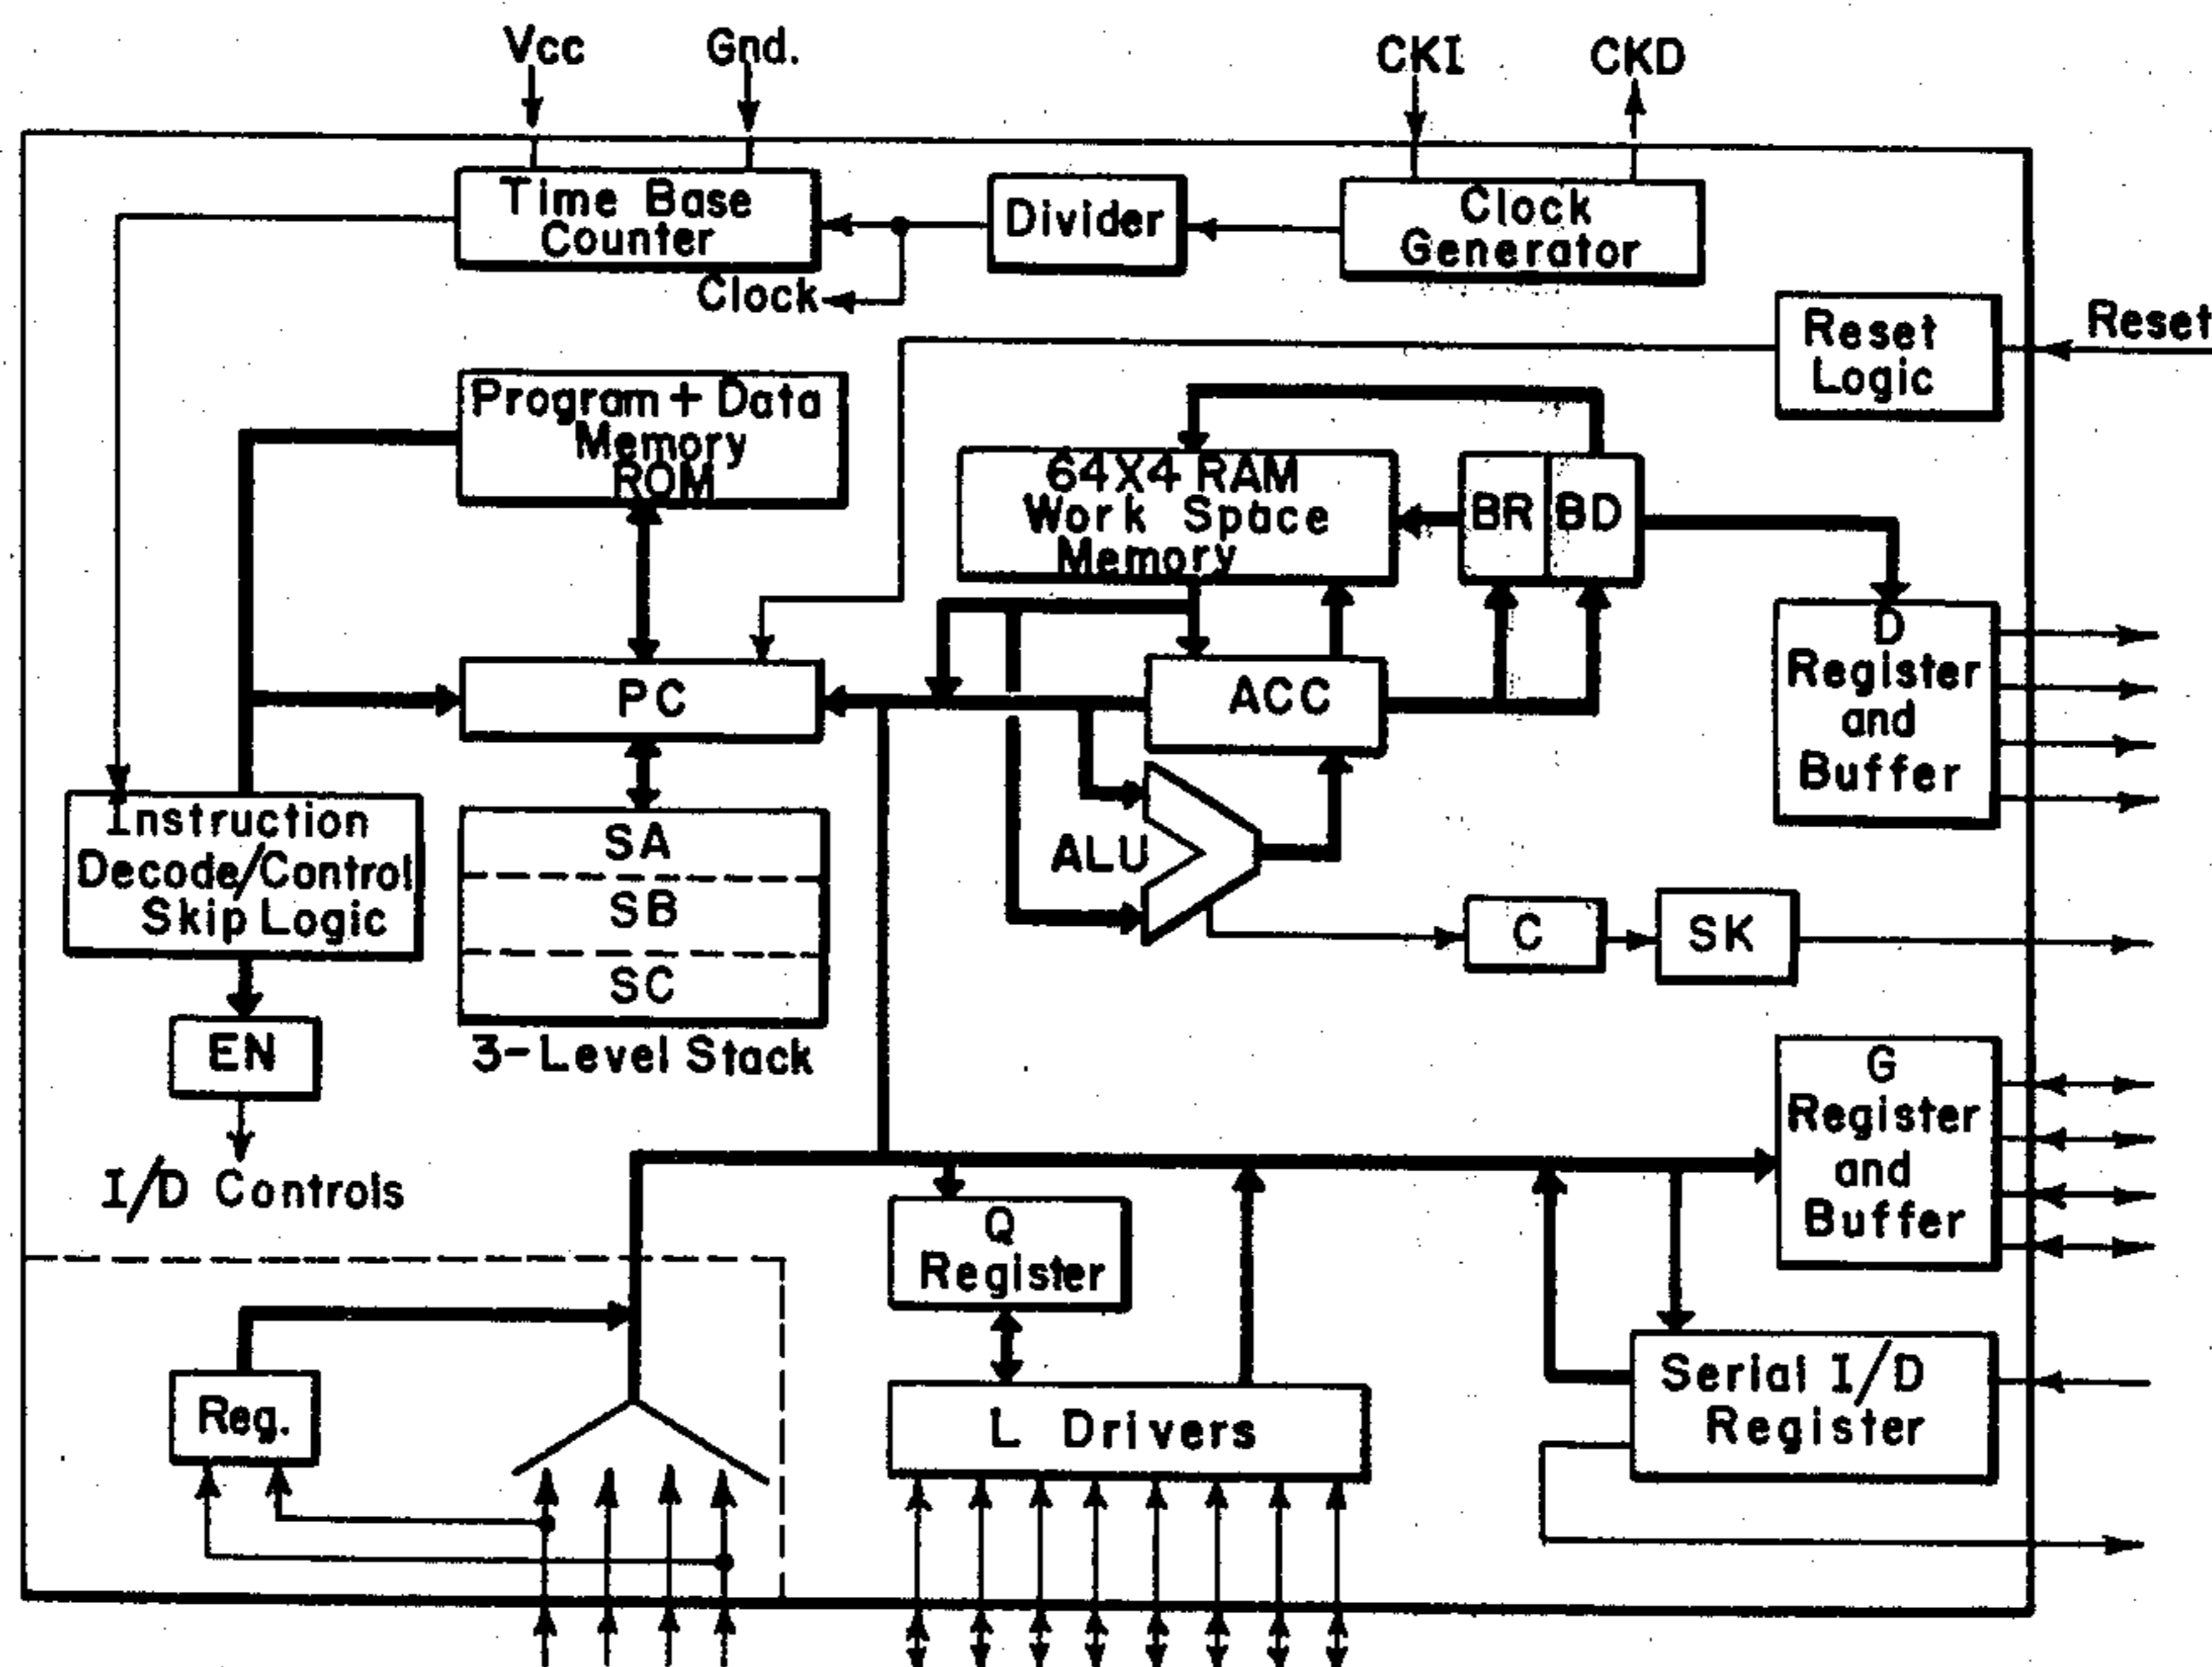 Vcc
Gnd.
CKI
CKD
Time Base
Counter
Divider
Clock
Generator
Clock
Reset
Logic
Reset
Program + Data
Memory
ROM
64X4 RAM
Work Space
Memory
BR
BD
D
Register
and
Buffer
PC
ACC
Instruction
Decode/Control
Skip Logic
SA
SB
SC
3-Level Stack
ALU
C
SK
EN
I/D Controls
G
Register
and
Buffer
Q
Register
Reg.
L Drivers
Serial I/D
Register